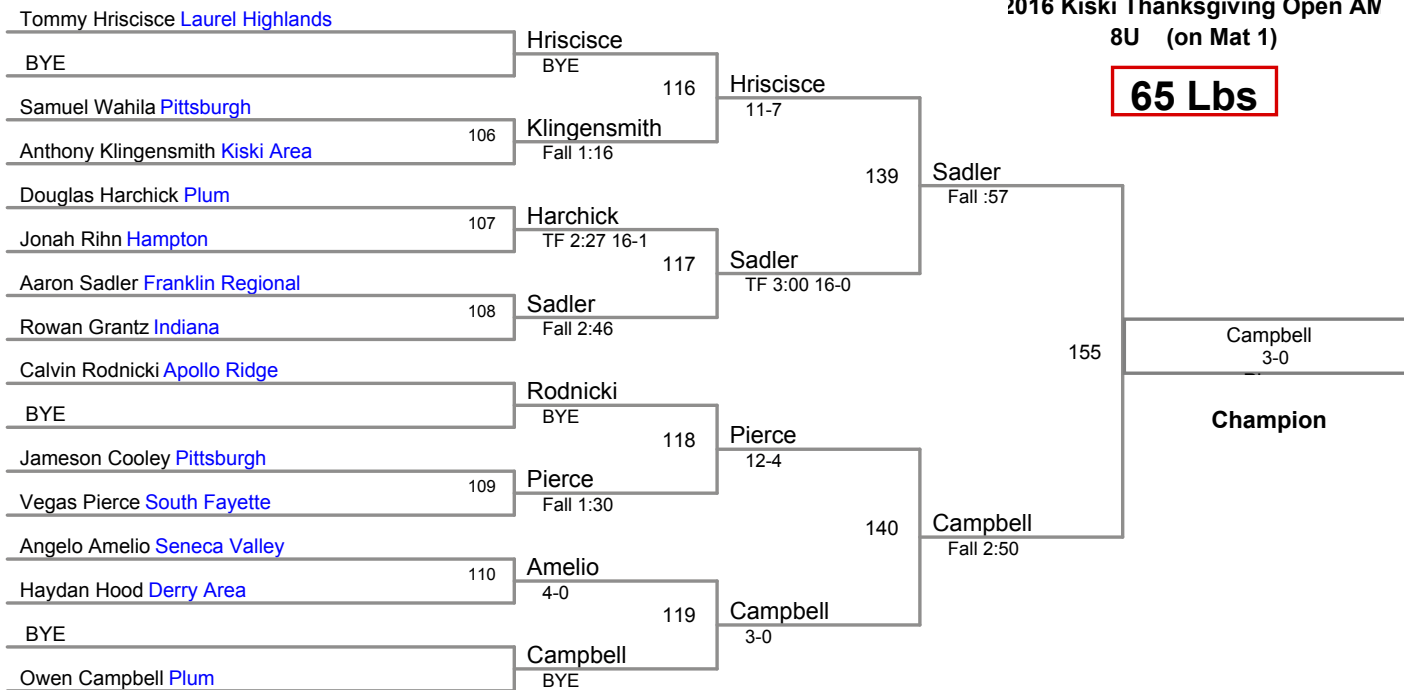 2016 Kiski Thanksgiving Open AM
8U (on Mat 1)
65 Lbs
Tommy Hriscisce Laurel Highlands
BYE
Samuel Wahila Pittsburgh
Anthony Klingensmith Kiski Area
Douglas Harchick Plum
Jonah Rihn Hampton
Aaron Sadler Franklin Regional
Rowan Grantz Indiana
Calvin Rodnicki Apollo Ridge
BYE
Jameson Cooley Pittsburgh
Vegas Pierce South Fayette
Angelo Amelio Seneca Valley
Haydan Hood Derry Area
BYE
Owen Campbell Plum
106
107
108
109
110
Hriscisce
BYE
Klingensmith
Fall 1:16
Harchick
TF 2:27 16-1
Sadler
Fall 2:46
Rodnicki
BYE
Pierce
Fall 1:30
Amelio
4-0
Campbell
BYE
116
117
118
119
Hriscisce
11-7
Sadler
TF 3:00 16-0
Pierce
12-4
Campbell
3-0
139
140
Sadler
Fall :57
Campbell
Fall 2:50
155
Campbell
3-0
Champion